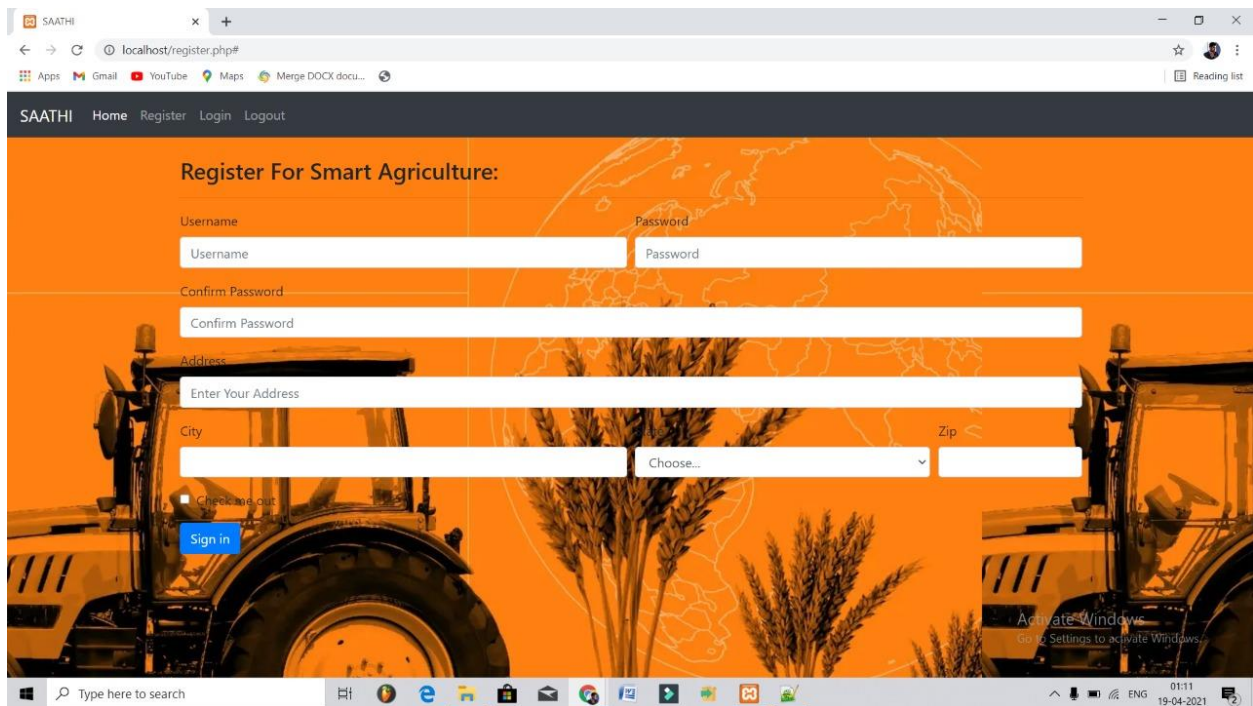 SAATHI
localhost/register.php#
Apps Gmail YouTube Maps Merge DOCX docu... Reading list
SAATHI Home Register Login Logout
Register For Smart Agriculture:
Username Password
Username Password
Confirm Password
Confirm Password
Address
Enter Your Address
City Zip
Choose...
Check me out
Sign in
Activate Windows
Go to Settings to activate Windows.
Type here to search
ENG
01:11
19-04-2021
2